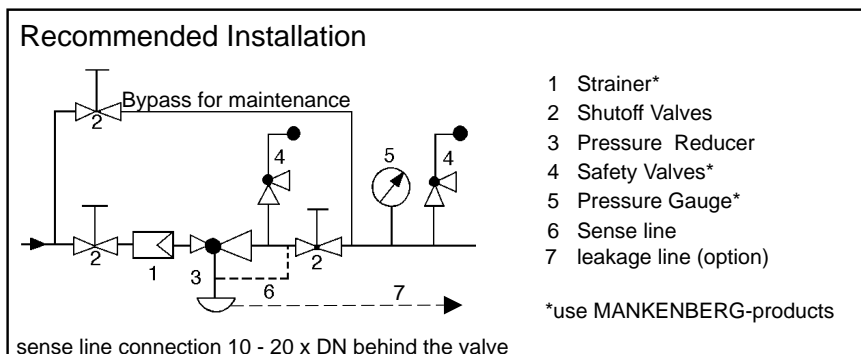 Recommended Installation
Bypass for maintenance
2
4
5
4
2
1
3
6
2
7
1 Strainer*
2 Shutoff Valves
3 Pressure Reducer
4 Safety Valves*
5 Pressure Gauge*
6 Sense line
7 leakage line (option)
*use MANKENBERG-products
sense line connection 10 - 20 x DN behind the valve